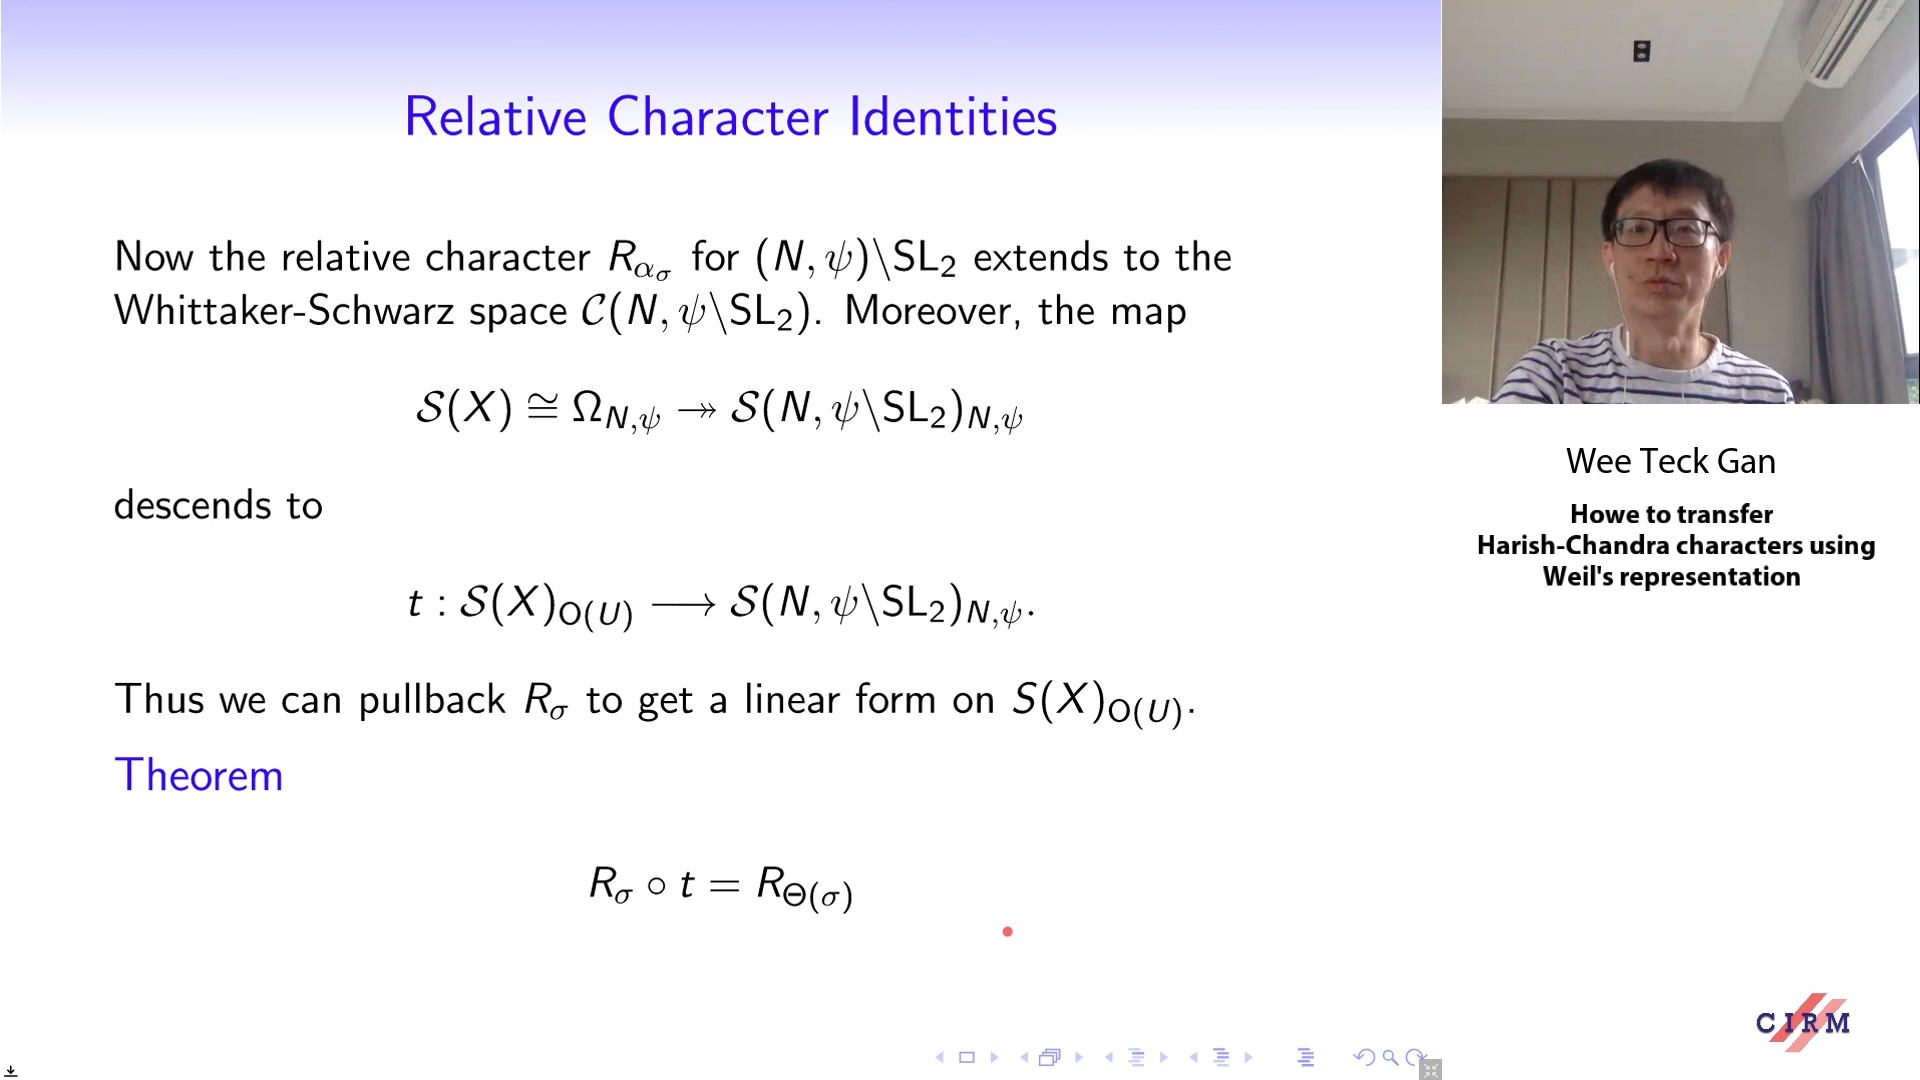 Relative Character Identities
Now the relative character R_{α_σ} for (N, ψ)\SL₂ extends to the
Whittaker-Schwarz space 𝒞(N, ψ\SL₂). Moreover, the map
𝒮(X) ≅ Ω_{N,ψ} ↠ 𝒮(N, ψ\SL₂)_{N,ψ}
descends to
t : 𝒮(X)_{O(U)} ⟶ 𝒮(N, ψ\SL₂)_{N,ψ}.
Thus we can pullback R_σ to get a linear form on S(X)_{O(U)}.
Theorem
R_σ ∘ t = R_{Θ(σ)}
Wee Teck Gan
Howe to transfer
Harish-Chandra characters using
Weil's representation
CIRM